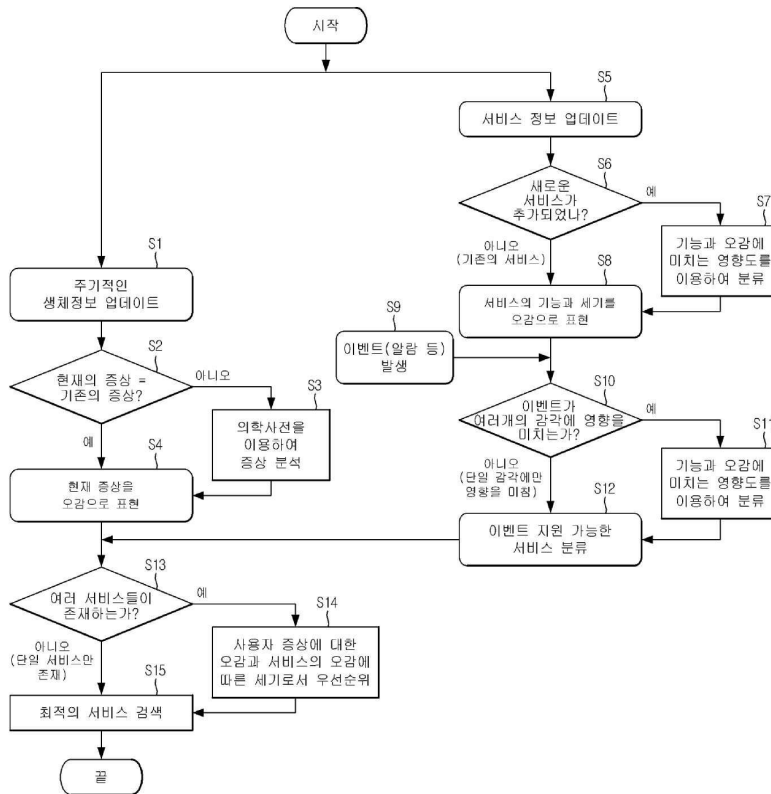 시작
S5
서비스 정보 업데이트
S6
새로운
서비스가
추가되었나?
예
S7
기능과 오감에
미치는 영향도를
이용하여 분류
아니오
(기존의 서비스)
S8
서비스의 기능과 세기를
오감으로 표현
S1
주기적인
생체정보 업데이트
S9
이벤트(알람 등)
발생
S2
현재의 증상 =
기존의 증상?
아니오
S3
의학사전을
이용하여
증상 분석
예
S4
현재 증상을
오감으로 표현
S10
이벤트가
여러개의 감각에 영향을
미치는가?
예
S11
기능과 오감에
미치는 영향도를
이용하여 분류
아니오
(단일 감각에만
영향을 미침)
S12
이벤트 지원 가능한
서비스 분류
S13
여러 서비스들이
존재하는가?
예
S14
사용자 증상에 대한
오감과 서비스의 오감에
따른 세기로서 우선순위
아니오
(단일 서비스만
존재)
S15
최적의 서비스 검색
끝